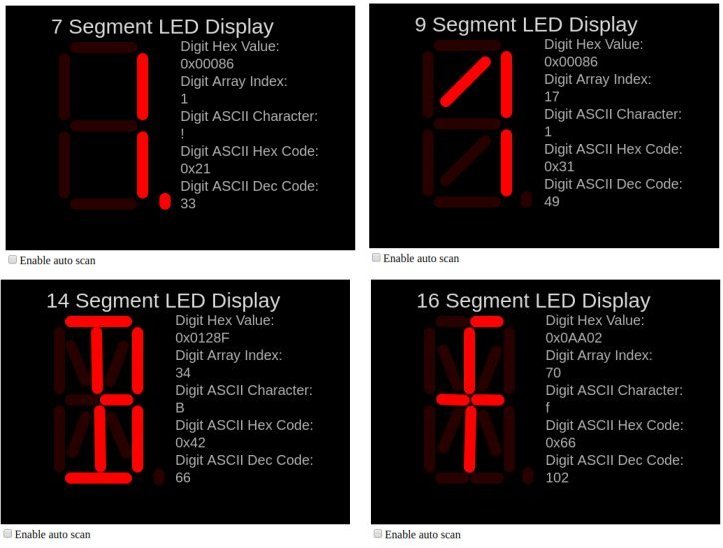 7 Segment LED Display
Digit Hex Value:
0x00086
Digit Array Index:
1
Digit ASCII Character:
!
Digit ASCII Hex Code:
0x21
Digit ASCII Dec Code:
33
Enable auto scan
9 Segment LED Display
Digit Hex Value:
0x00086
Digit Array Index:
17
Digit ASCII Character:
1
Digit ASCII Hex Code:
0x31
Digit ASCII Dec Code:
49
Enable auto scan
14 Segment LED Display
Digit Hex Value:
0x0128F
Digit Array Index:
34
Digit ASCII Character:
B
Digit ASCII Hex Code:
0x42
Digit ASCII Dec Code:
66
Enable auto scan
16 Segment LED Display
Digit Hex Value:
0x0AA02
Digit Array Index:
70
Digit ASCII Character:
f
Digit ASCII Hex Code:
0x66
Digit ASCII Dec Code:
102
Enable auto scan